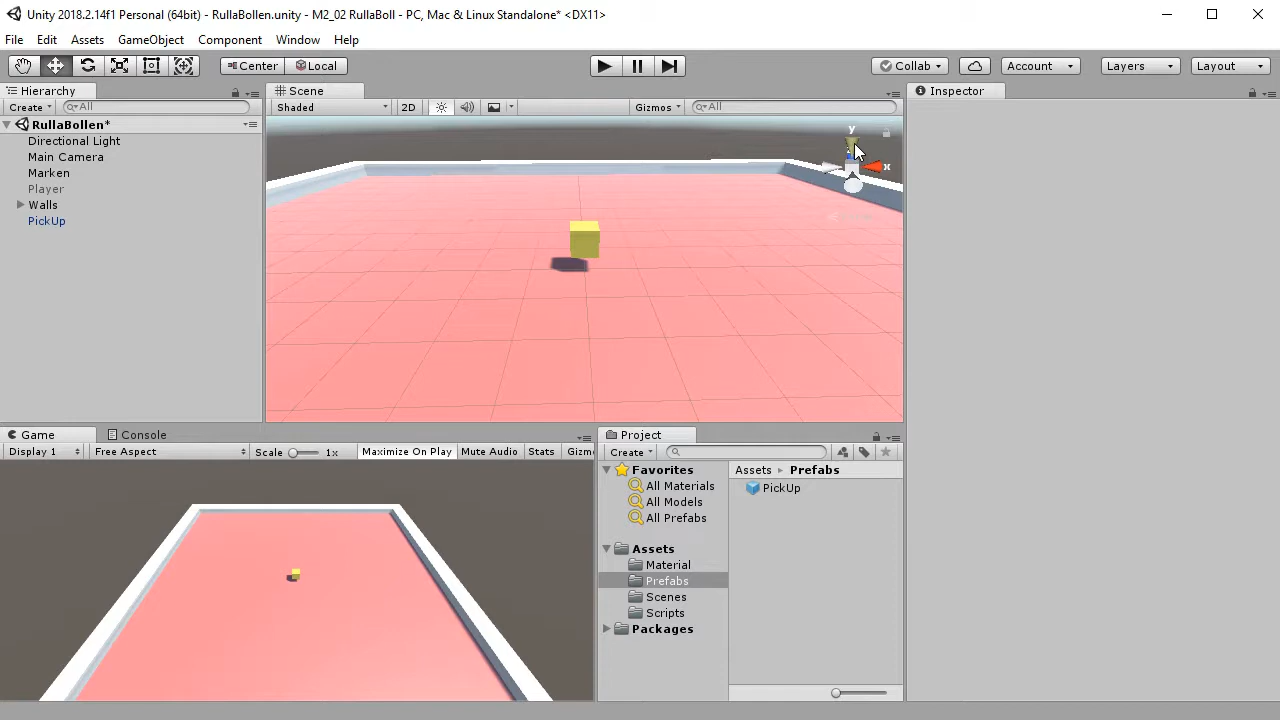 Unity 2018.2.14f1 Personal (64bit) - RullaBollen.unity - M2_02 RullaBoll - PC, Mac & Linux Standalone* <DX11>
File Edit Assets GameObject Component Window Help
Center Local Collab Account Layers Layout
Hierarchy Scene Inspector
Create All Shaded 2D Gizmos All
RullaBollen*
Directional Light
Main Camera
Marken
Player
Walls
PickUp
y
x
Game Console Project
Display 1 Free Aspect Scale 1x Maximize On Play Mute Audio Stats Gizm Create
Favorites
All Materials
All Models
All Prefabs
Assets
Material
Prefabs
Scenes
Scripts
Packages
Assets Prefabs
PickUp